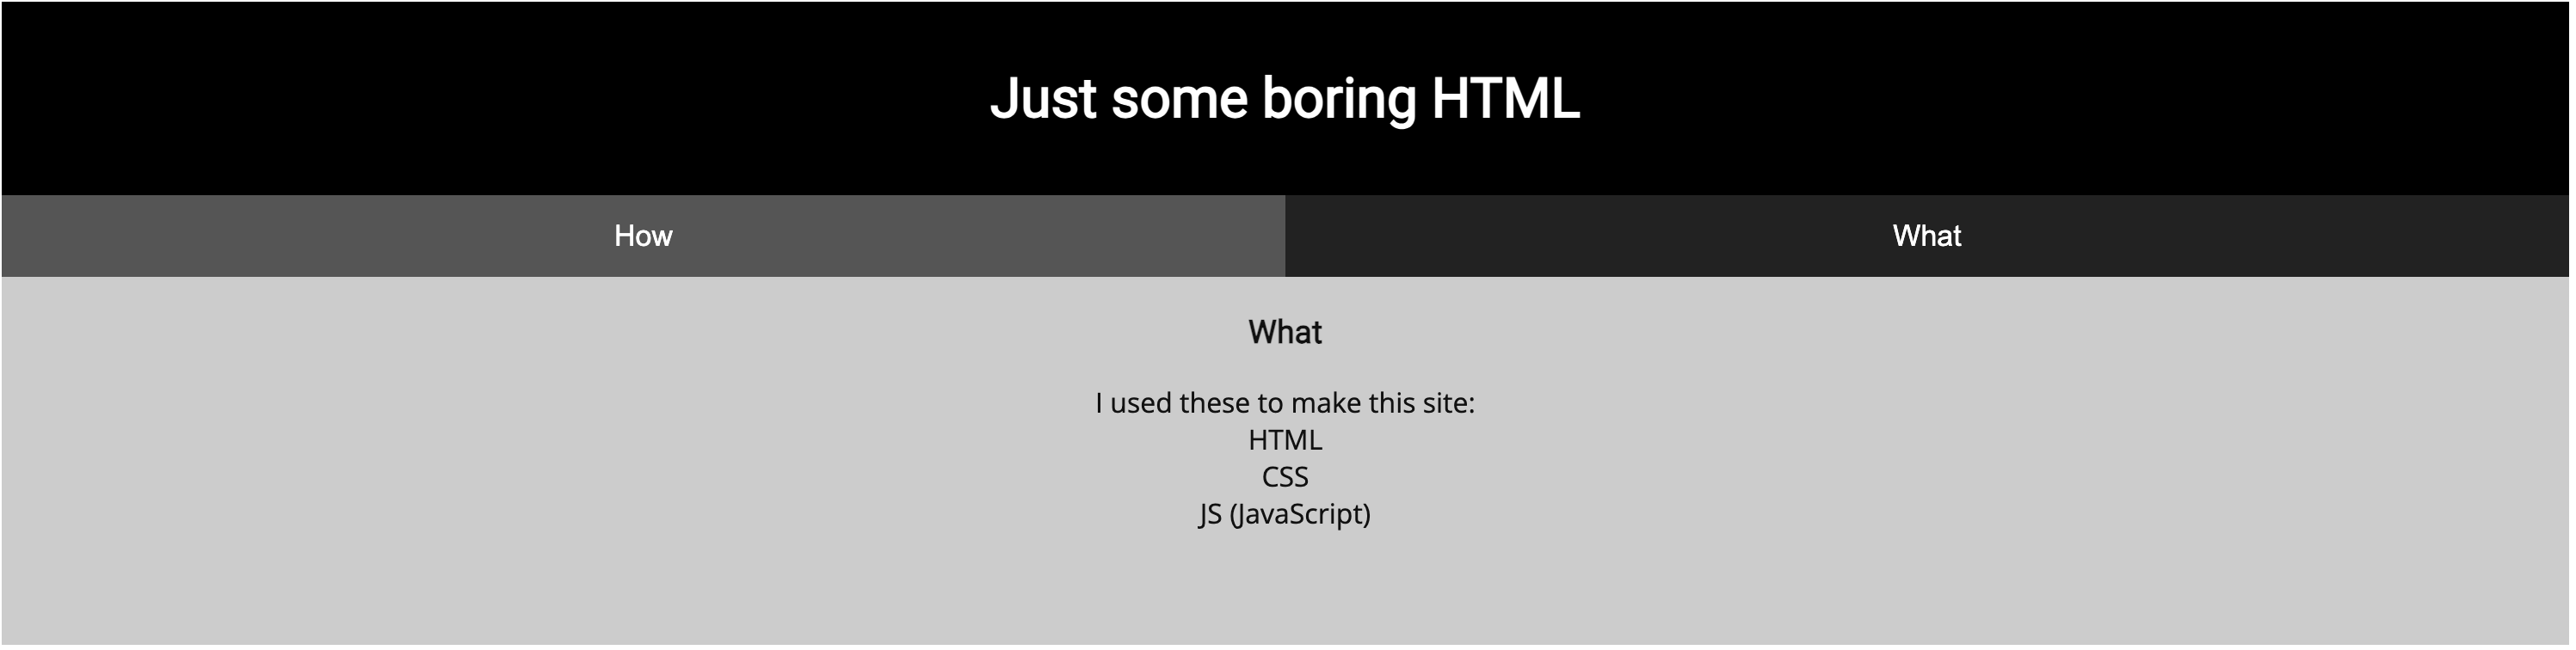 Just some boring HTML
How
What
What
I used these to make this site:
HTML
CSS
JS (JavaScript)